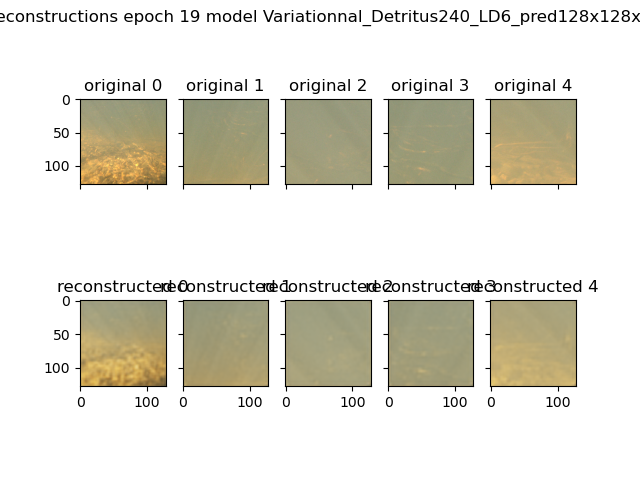 econstructions epoch 19 model Variationnal_Detritus240_LD6_pred128x128x
original 0 original 1 original 2 original 3 original 4
0
50
100
reconstructed 0 reconstructed 1 reconstructed 2 reconstructed 3 reconstructed 4
0
50
100
0 100 0 100 0 100 0 100 0 100